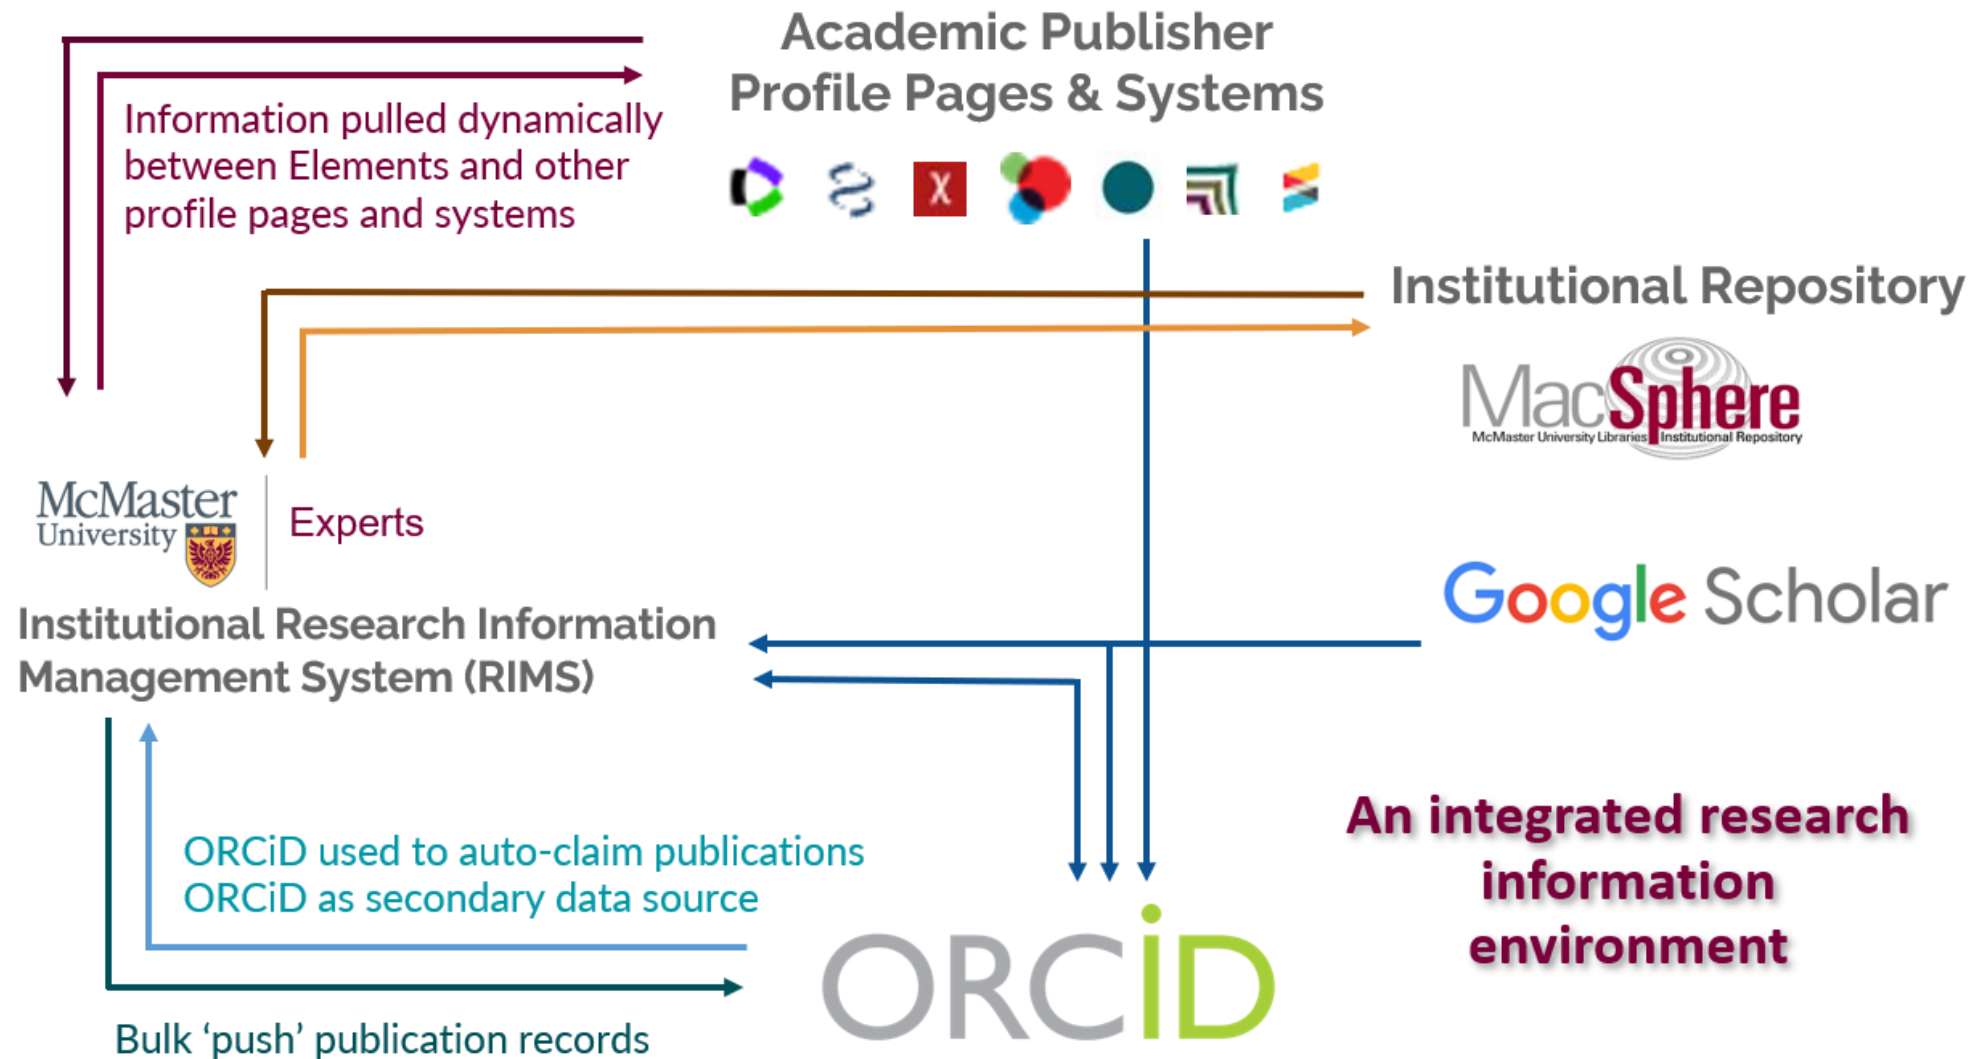 Academic Publisher
Profile Pages & Systems
Information pulled dynamically
between Elements and other
profile pages and systems
Institutional Repository
MacSphere
McMaster University Libraries Institutional Repository
McMaster
University
Experts
Institutional Research Information
Management System (RIMS)
Google Scholar
ORCiD used to auto-claim publications
ORCiD as secondary data source
An integrated research
information
environment
ORCiD
Bulk ‘push’ publication records